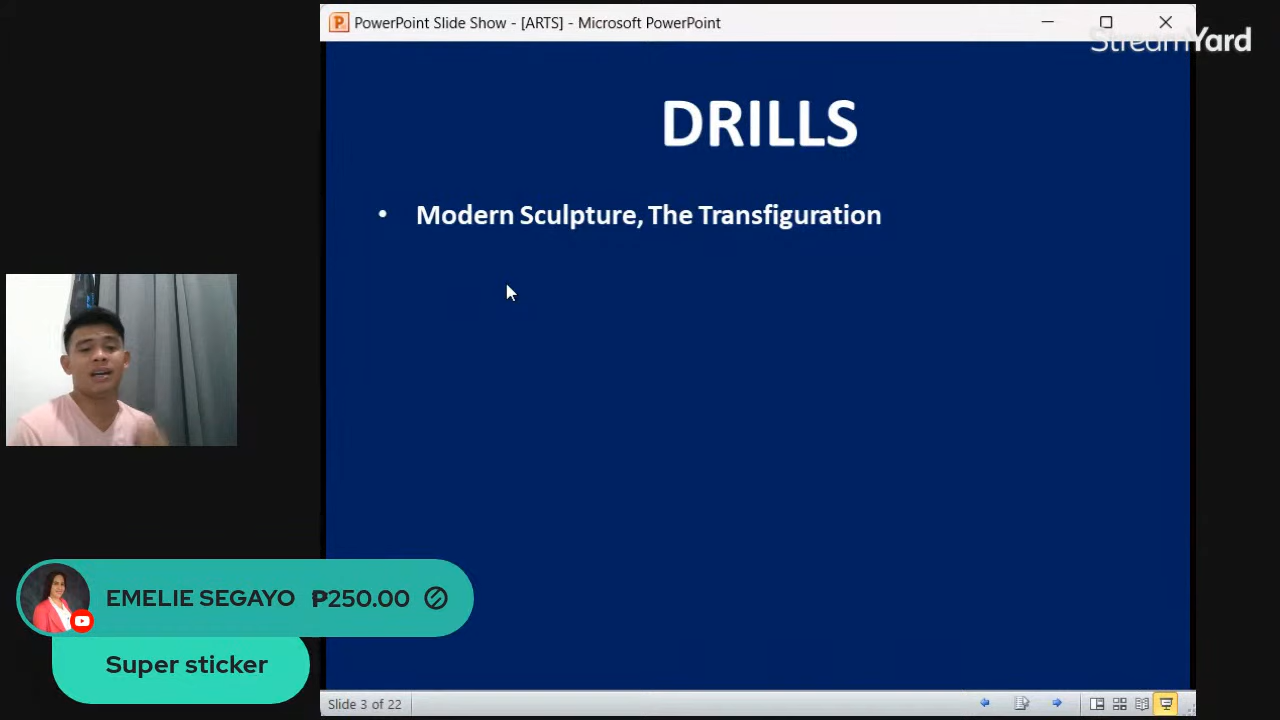 PowerPoint Slide Show - [ARTS] - Microsoft PowerPoint
StreamYard
DRILLS
• Modern Sculpture, The Transfiguration
EMELIE SEGAYO ₱250.00
Super sticker
Slide 3 of 22